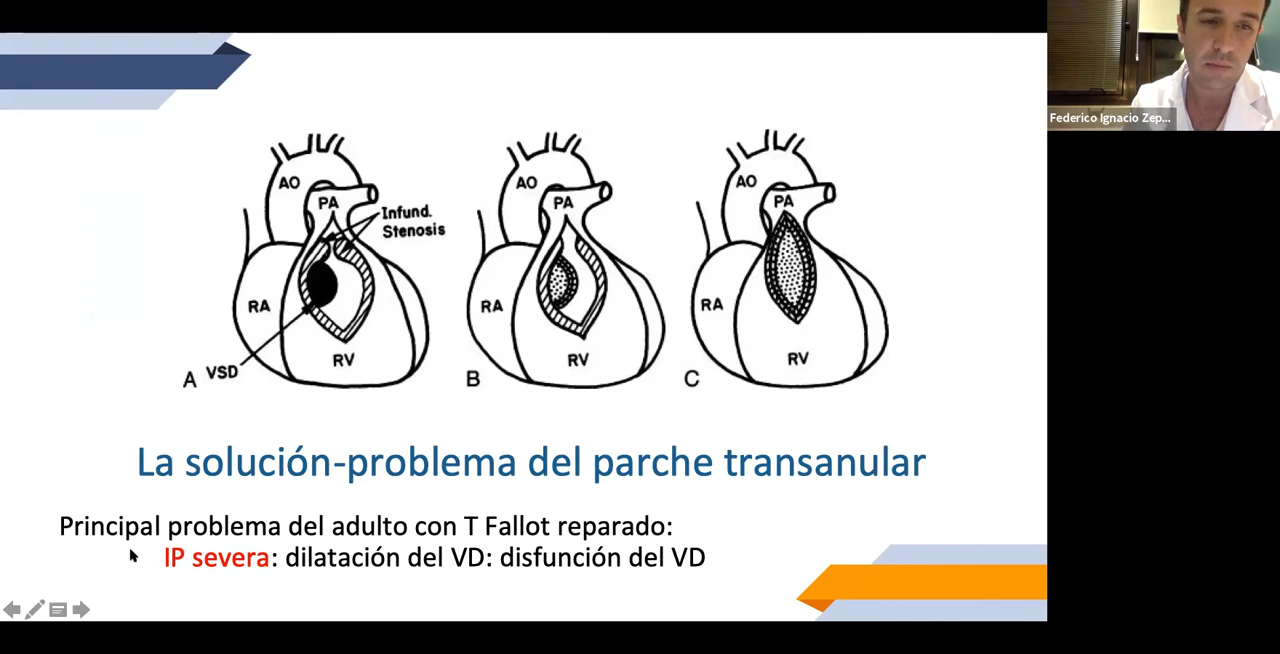 Federico Ignacio Zep...
AO
PA
Infund.
Stenosis
RA
RV
VSD
A
AO
PA
RA
RV
B
AO
PA
RA
RV
C
La solución-problema del parche transanular
Principal problema del adulto con T Fallot reparado:
IP severa: dilatación del VD: disfunción del VD